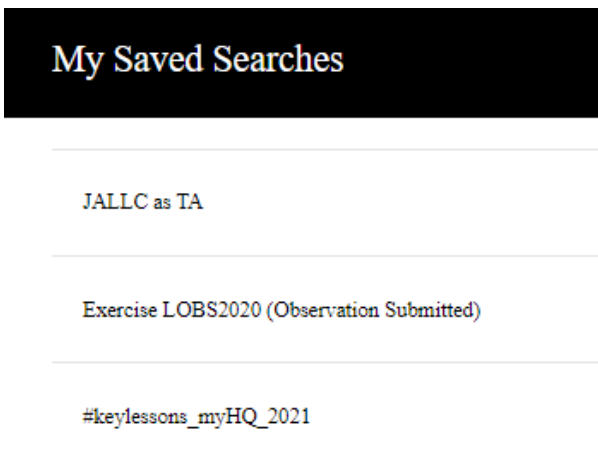 My Saved Searches
JALLC as TA
Exercise LOBS2020 (Observation Submitted)
#keylessons_myHQ_2021